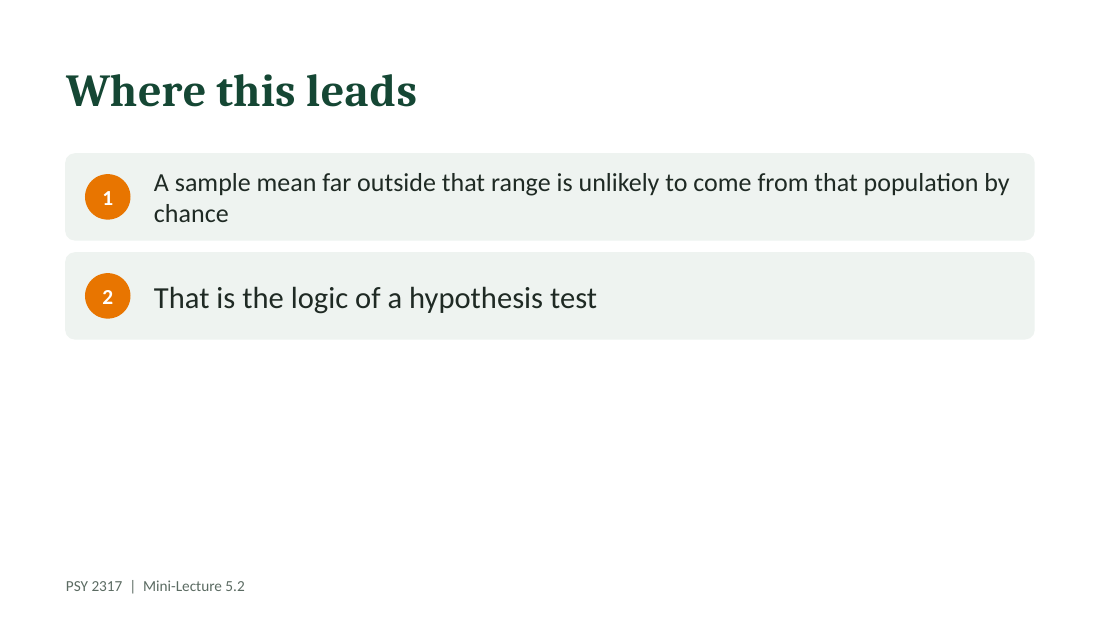 Where this leads
1
A sample mean far outside that range is unlikely to come from that population by
chance
2
That is the logic of a hypothesis test
PSY 2317 | Mini-Lecture 5.2